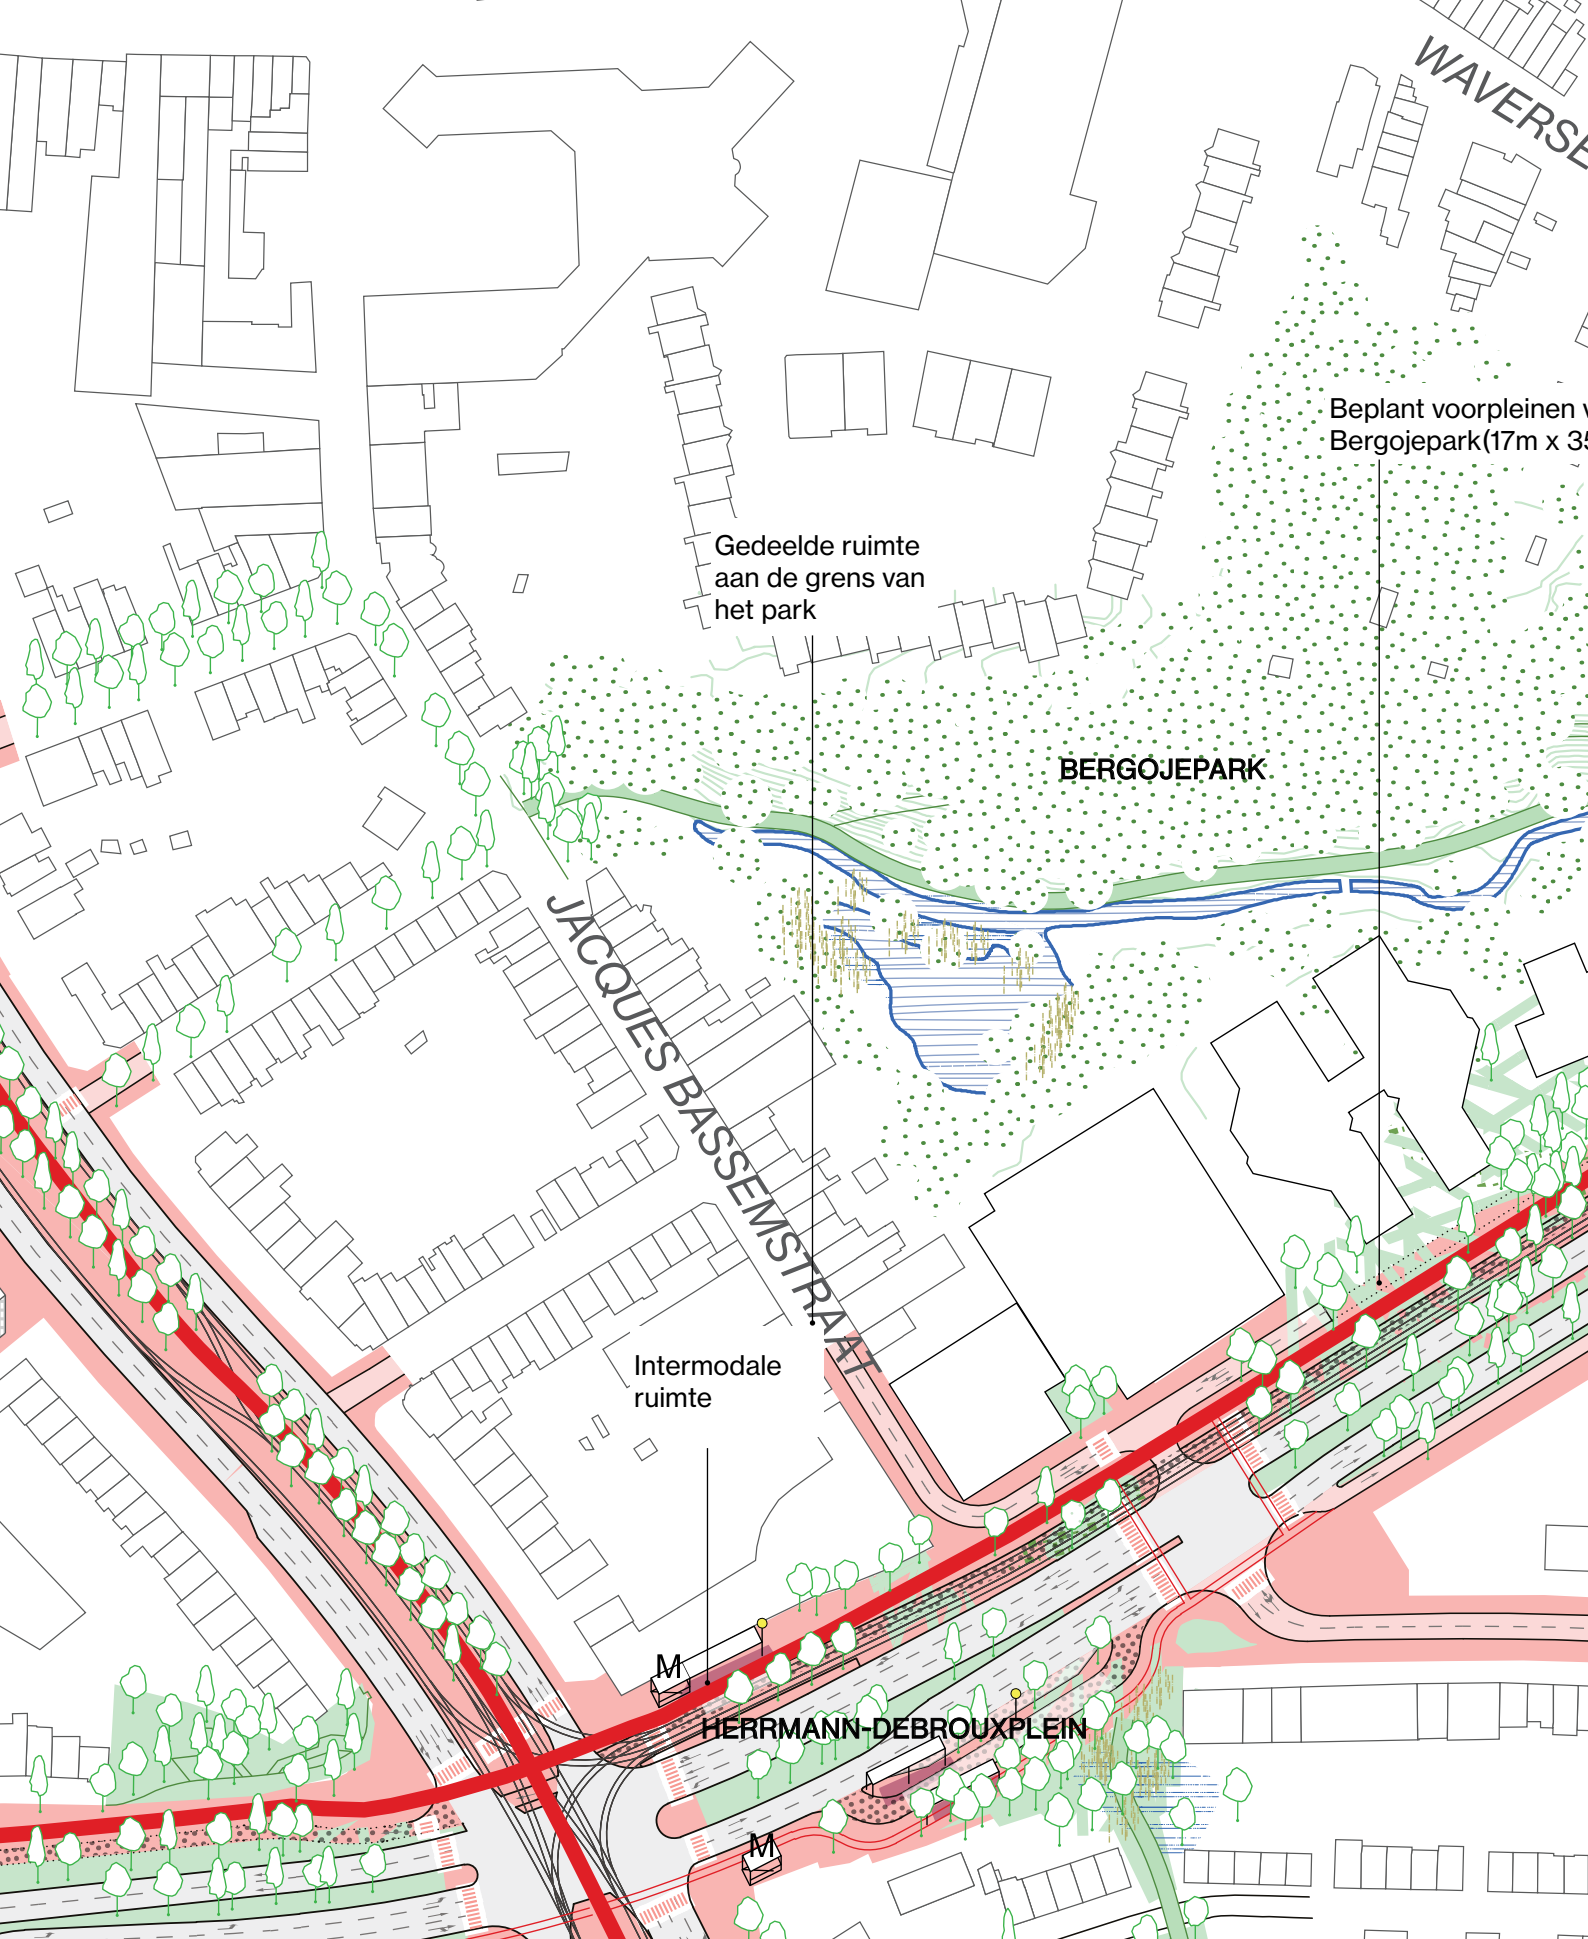 WAVERSE
Beplant voorpleinen
Bergojepark(17m x 35
Gedeelde ruimte
aan de grens van
het park
BERGOJEPARK
JACQUES BASSEMSTRAAT
Intermodale
ruimte
M
HERRMANN-DEBROUXPLEIN
M